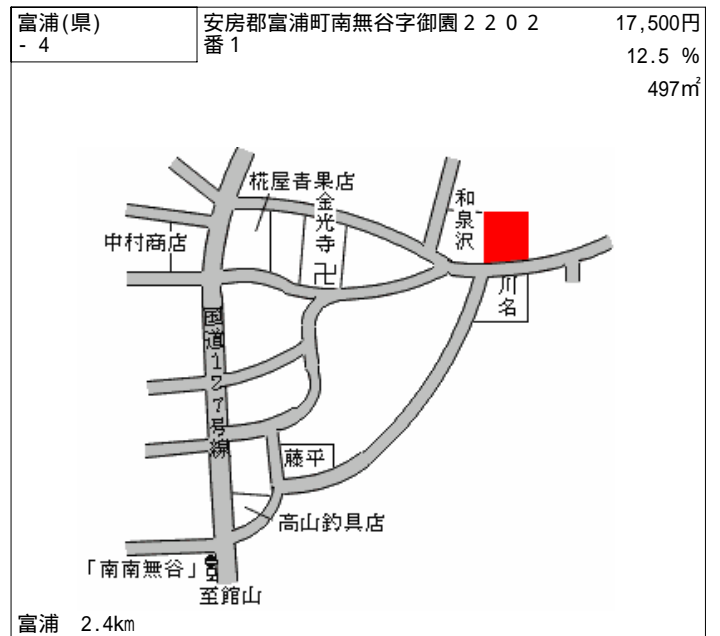 富浦(県)
- 4
安房郡富浦町南無谷字御園２２０２
番１
17,500円
12.5 %
497㎡
椛屋青果店
金光寺
卍
和泉沢
中村商店
川名
国道127号線
藤平
高山釣具店
「南南無谷」
至館山
富浦 2.4km